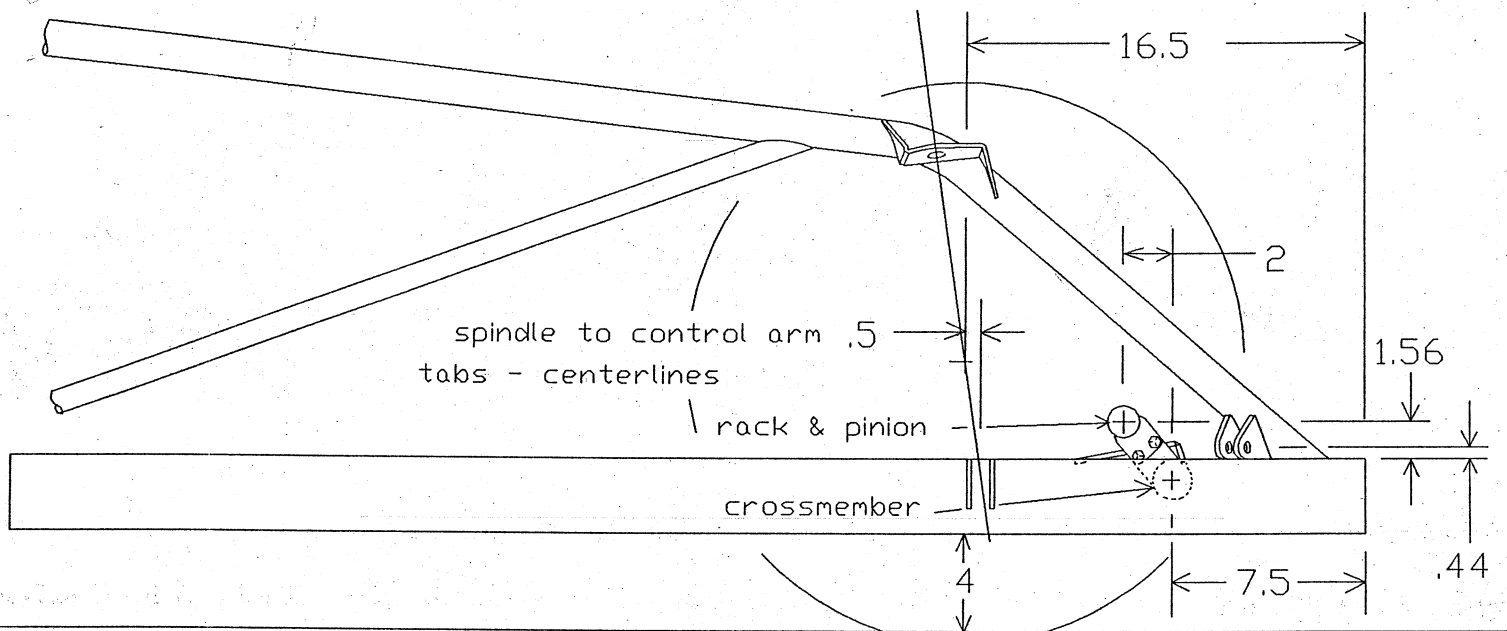 16.5
2
spindle to control arm .5
tabs - centerlines
1.56
rack & pinion
crossmember
.44
4
7.5